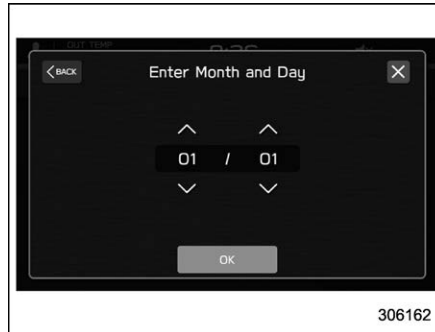 OUT TEMP
BACK
Enter Month and Day
01 / 01
OK
306162